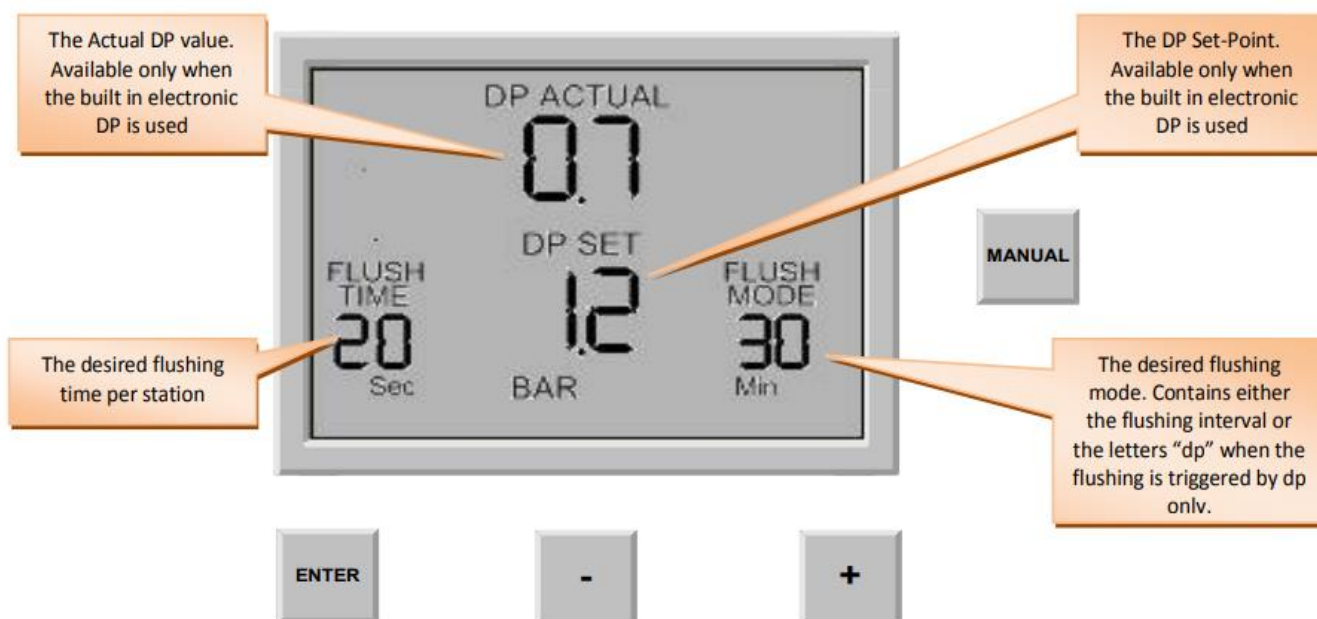 The Actual DP value.
Available only when
the built in electronic
DP is used
The DP Set-Point.
Available only when
the built in electronic
DP is used
DP ACTUAL
0.7
DP SET
1.2
BAR
FLUSH
TIME
20
Sec
FLUSH
MODE
30
Min
MANUAL
The desired flushing
time per station
The desired flushing
mode. Contains either
the flushing interval or
the letters “dp” when the
flushing is triggered by dp
only.
ENTER
-
+